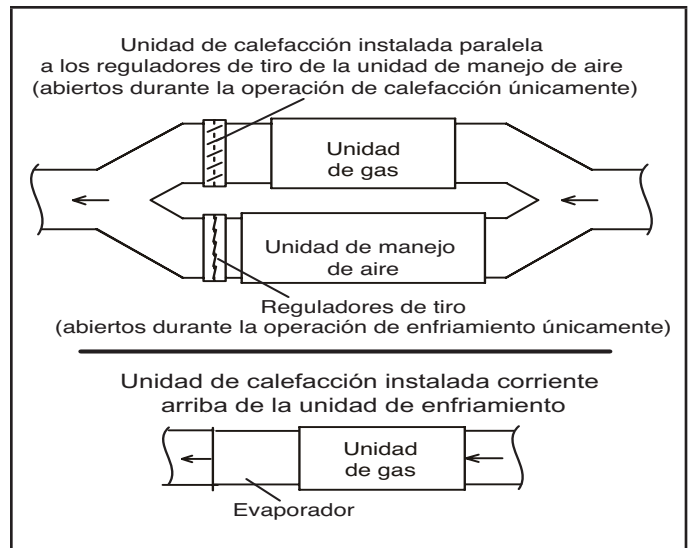 Unidad de calefacción instalada paralela
a los reguladores de tiro de la unidad de manejo de aire
(abiertos durante la operación de calefacción únicamente)
Unidad
de gas
Unidad de manejo
de aire
Reguladores de tiro
(abiertos durante la operación de enfriamiento únicamente)
Unidad de calefacción instalada corriente
arriba de la unidad de enfriamiento
Unidad
de gas
Evaporador